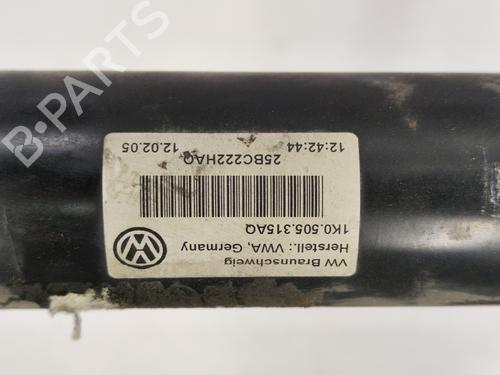 VW Braunschweig
Herstell.: VWA, Germany
1K0.505.315AQ
25BC222HAQ
12.02.05
12:42:44
B-PARTS